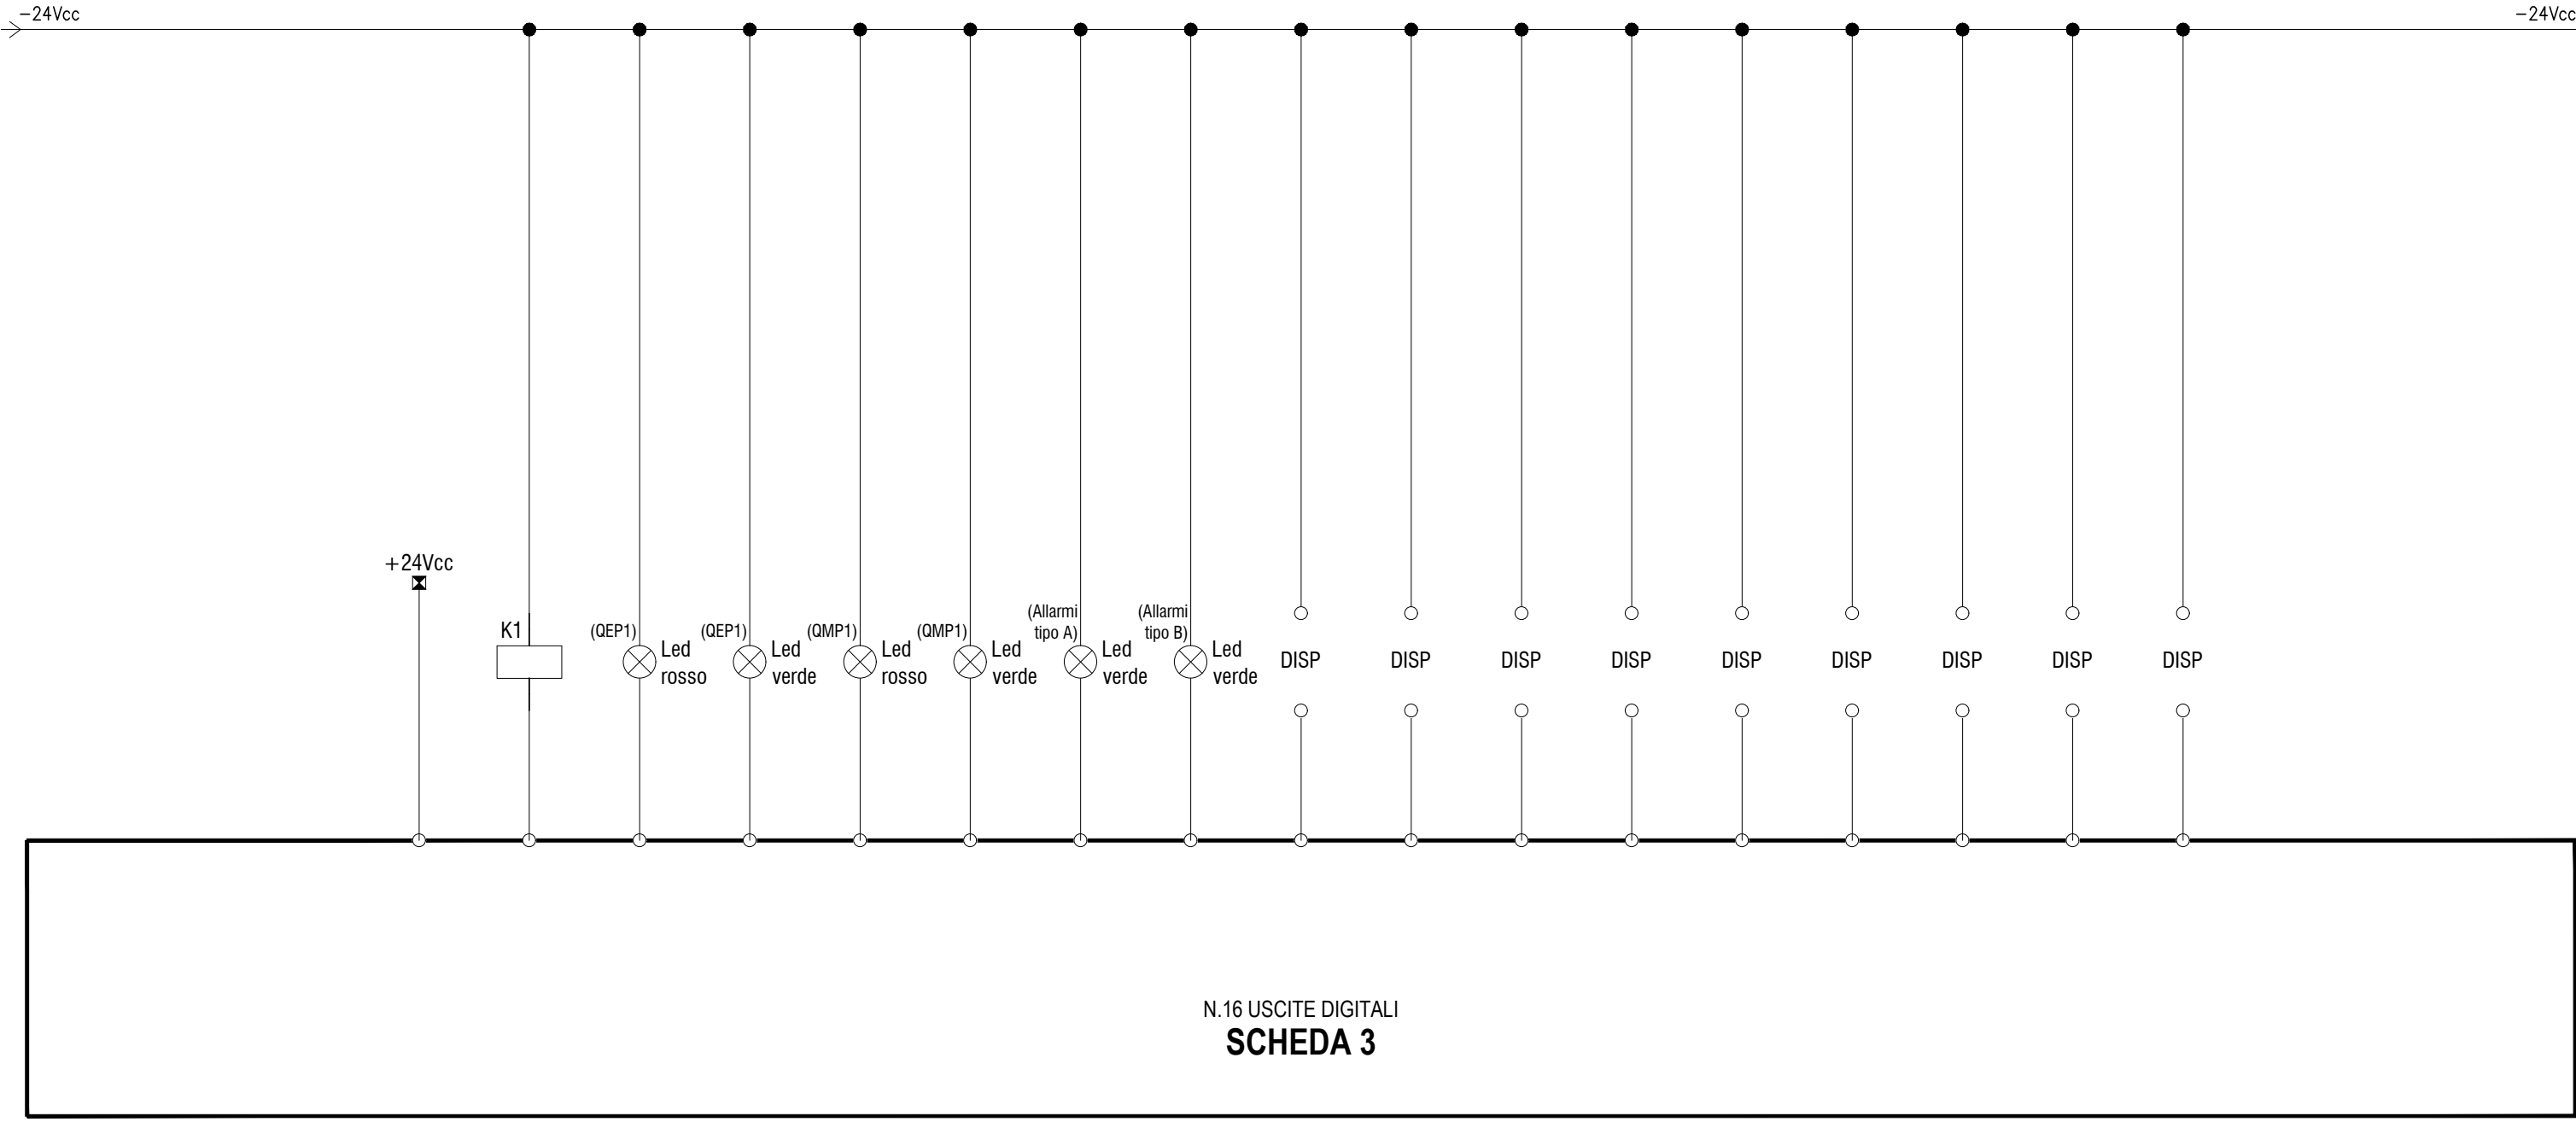 −24Vcc
−24Vcc
+24Vcc
K1
(QEP1)
Led
rosso
(QEP1)
Led
verde
(QMP1)
Led
rosso
(QMP1)
Led
verde
(Allarmi
tipo A)
Led
verde
(Allarmi
tipo B)
Led
verde
DISP
DISP
DISP
DISP
DISP
DISP
DISP
DISP
DISP
N.16 USCITE DIGITALI
SCHEDA 3